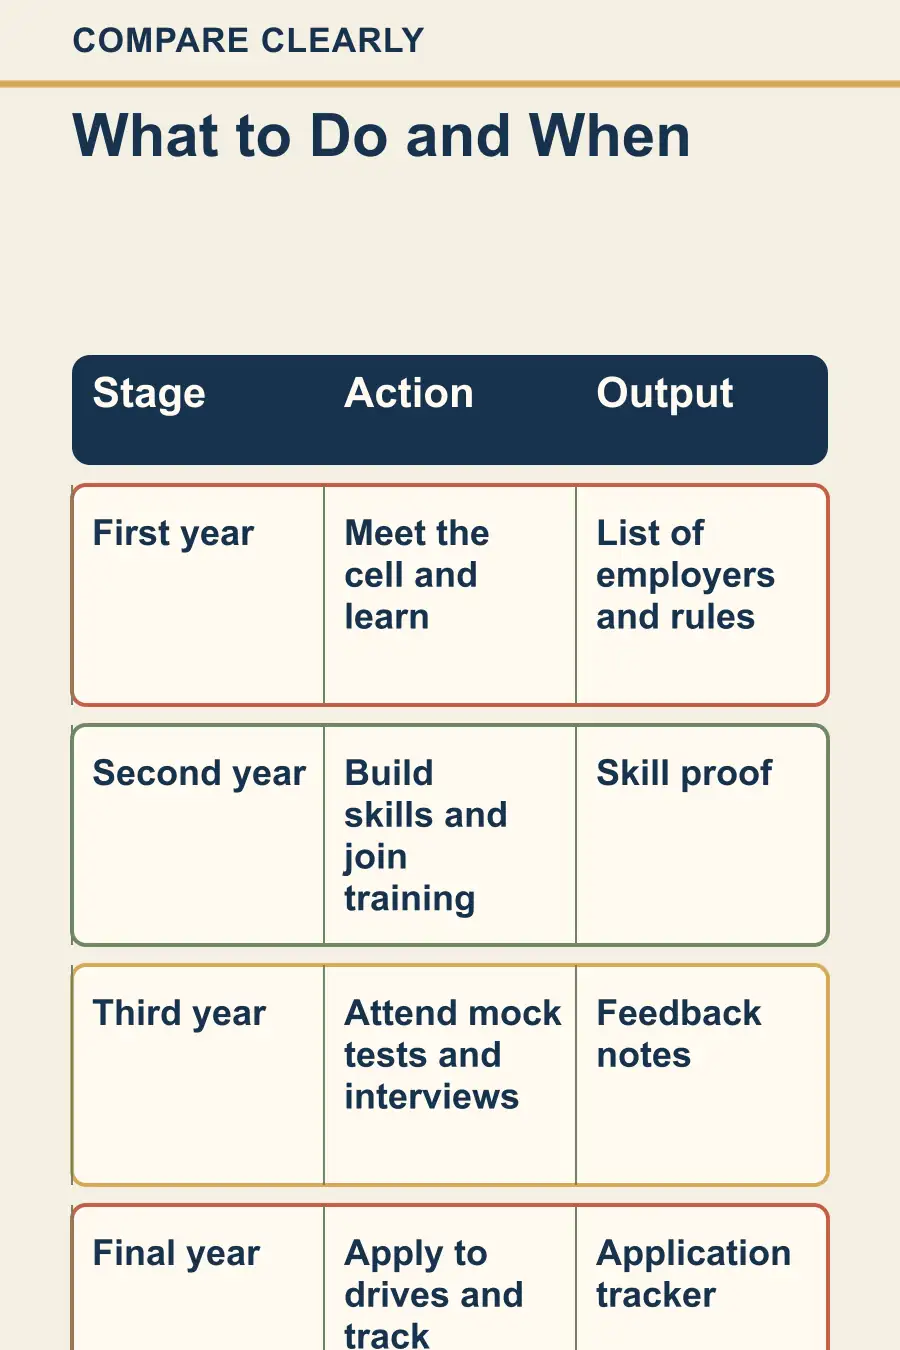 COMPARE CLEARLY
What to Do and When
Stage Action Output
First year
Meet the
cell and
learn
List of
employers
and rules
Second year
Build
skills and
join
training
Skill proof
Third year
Attend mock
tests and
interviews
Feedback
notes
Final year
Apply to
drives and
track
Application
tracker